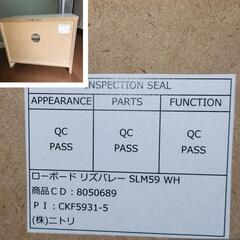 INSPECTION SEAL
APPEARANCE PARTS FUNCTION
QC PASS QC PASS QC PASS
ローボード リズバレー SLM59 WH
商品CD:8050689
PI:CKF5931-5
(株)ニトリ